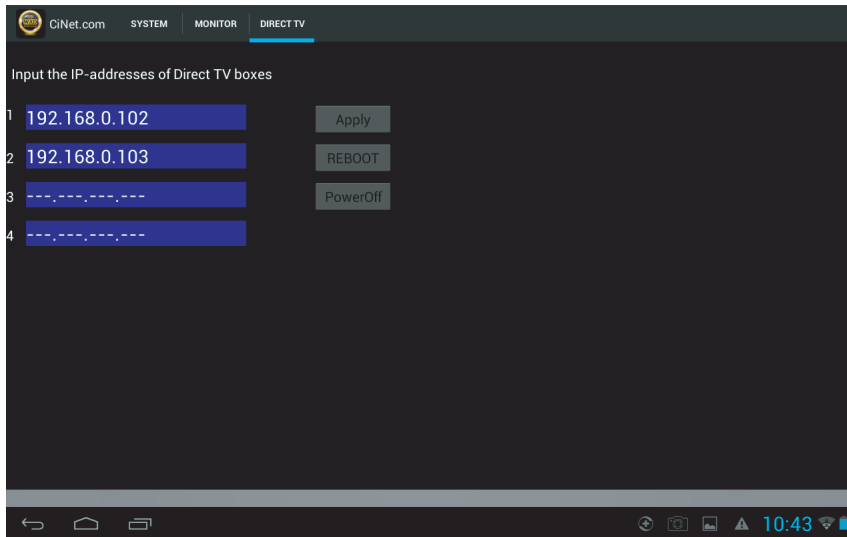 CiNet.com SYSTEM MONITOR DIRECT TV
Input the IP-addresses of Direct TV boxes
1 192.168.0.102 Apply
2 192.168.0.103 REBOOT
3 ---.---.---.--- PowerOff
4 ---.---.---.---
10:43